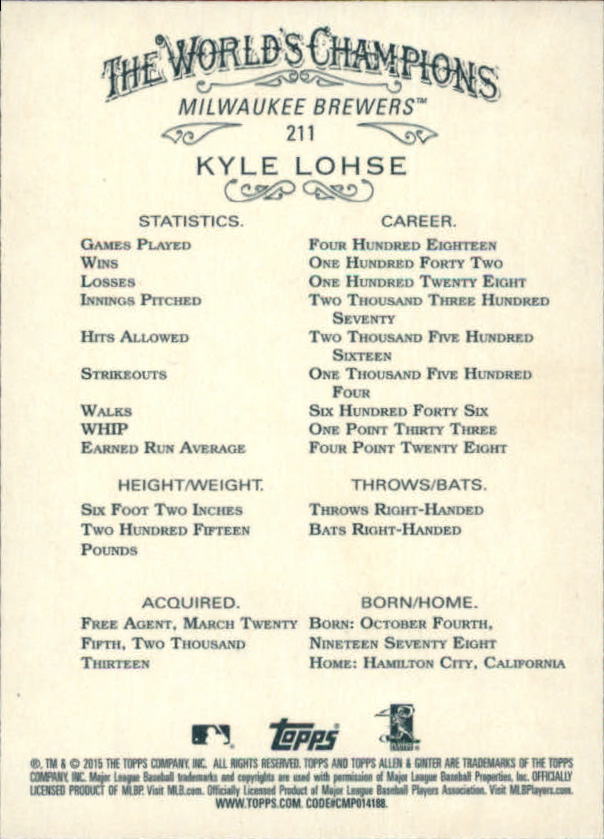 THE WORLD'S CHAMPIONS
MILWAUKEE BREWERS™
211
KYLE LOHSE
STATISTICS. CAREER.
GAMES PLAYED FOUR HUNDRED EIGHTEEN
WINS ONE HUNDRED FORTY TWO
LOSSES ONE HUNDRED TWENTY EIGHT
INNINGS PITCHED TWO THOUSAND THREE HUNDRED
SEVENTY
HITS ALLOWED TWO THOUSAND FIVE HUNDRED
SIXTEEN
STRIKEOUTS ONE THOUSAND FIVE HUNDRED
FOUR
WALKS SIX HUNDRED FORTY SIX
WHIP ONE POINT THIRTY THREE
EARNED RUN AVERAGE FOUR POINT TWENTY EIGHT
HEIGHT/WEIGHT. THROWS/BATS.
SIX FOOT TWO INCHES THROWS RIGHT-HANDED
TWO HUNDRED FIFTEEN BATS RIGHT-HANDED
POUNDS
ACQUIRED. BORN/HOME.
FREE AGENT, MARCH TWENTY BORN: OCTOBER FOURTH,
FIFTH, TWO THOUSAND NINETEEN SEVENTY EIGHT
THIRTEEN HOME: HAMILTON CITY, CALIFORNIA
Topps
®, TM & © 2015 THE TOPPS COMPANY, INC. ALL RIGHTS RESERVED. TOPPS AND TOPPS ALLEN & GINTER ARE TRADEMARKS OF THE TOPPS
COMPANY, INC. Major League Baseball trademarks and copyrights are used with permission of Major League Baseball Properties, Inc. OFFICIALLY
LICENSED PRODUCT OF MLBP. Visit MLB.com. Officially Licensed Product of Major League Baseball Players Association. Visit MLBPlayers.com.
WWW.TOPPS.COM. CODE#CMP014188.